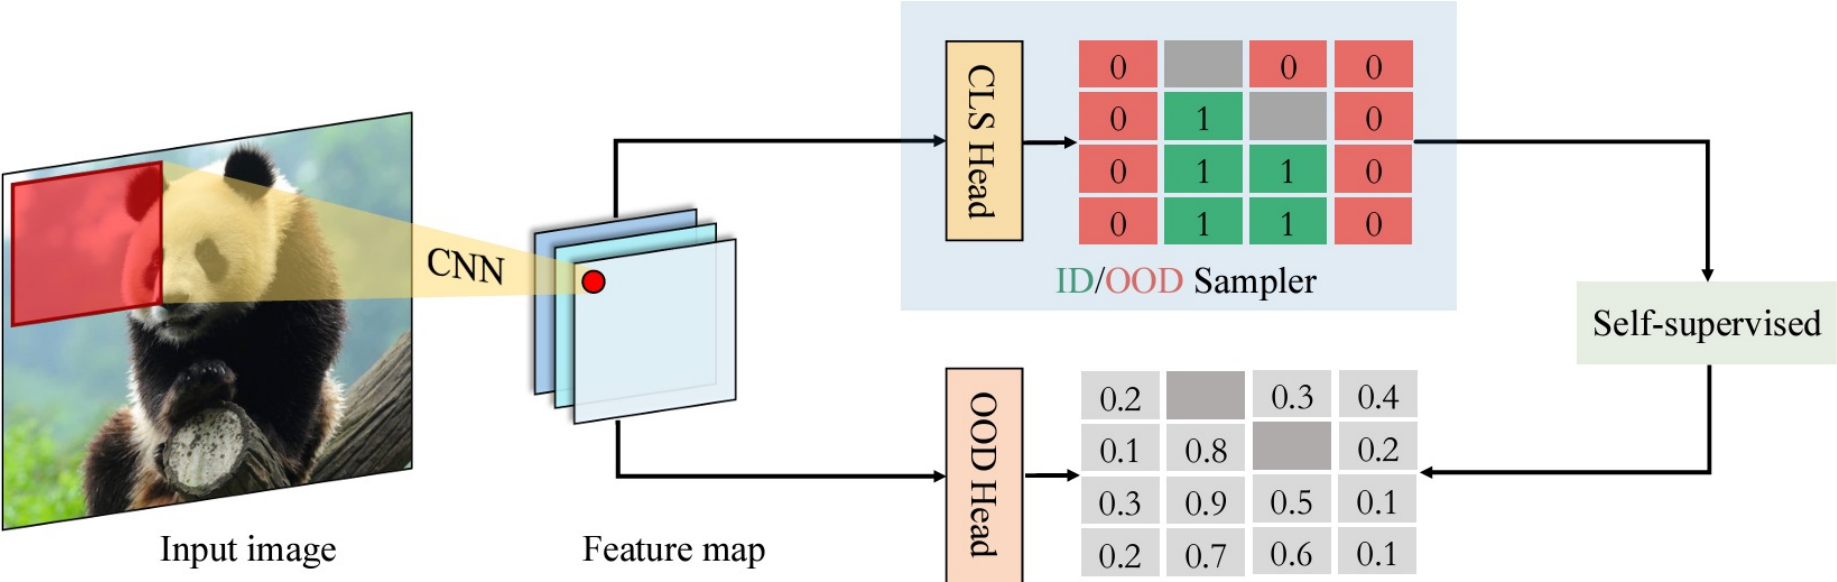 CLS Head
0 0 0
0 1 0
0 1 1 0
0 1 1 0
ID/OOD Sampler
CNN
Self-supervised
OOD Head
0.2 0.3 0.4
0.1 0.8 0.2
0.3 0.9 0.5 0.1
0.2 0.7 0.6 0.1
Input image
Feature map